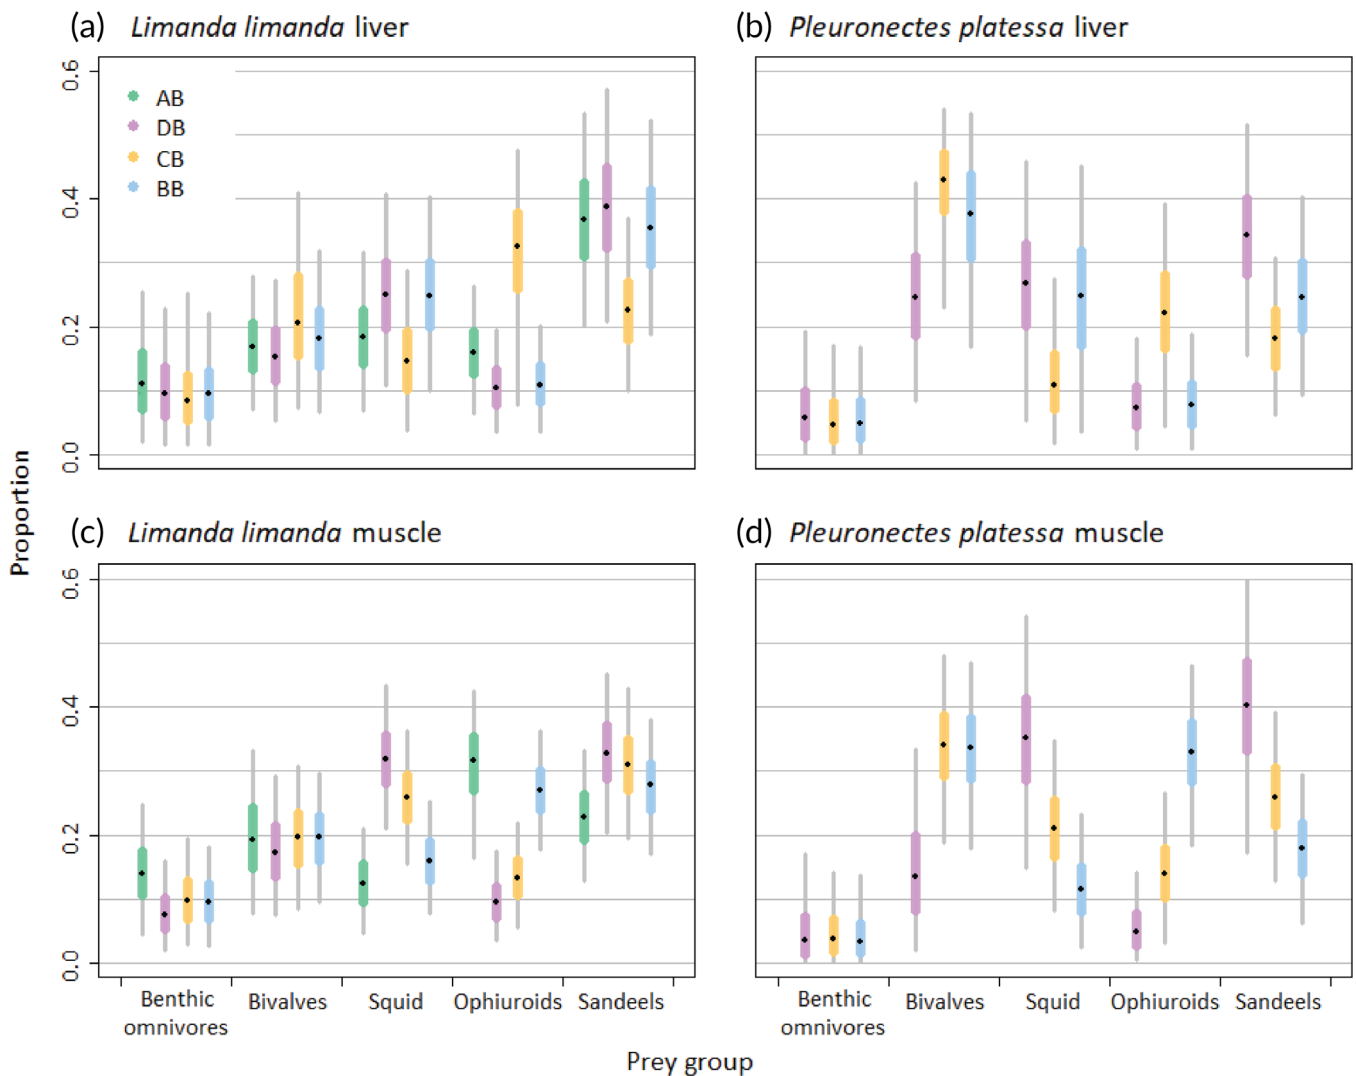 (a) Limanda limanda liver
(b) Pleuronectes platessa liver
0.6
0.4
0.2
0.0
AB
DB
CB
BB
Proportion
(c) Limanda limanda muscle
(d) Pleuronectes platessa muscle
0.6
0.4
0.2
0.0
Benthic
omnivores
Bivalves
Squid
Ophiuroids
Sandeels
Benthic
omnivores
Bivalves
Squid
Ophiuroids
Sandeels
Prey group